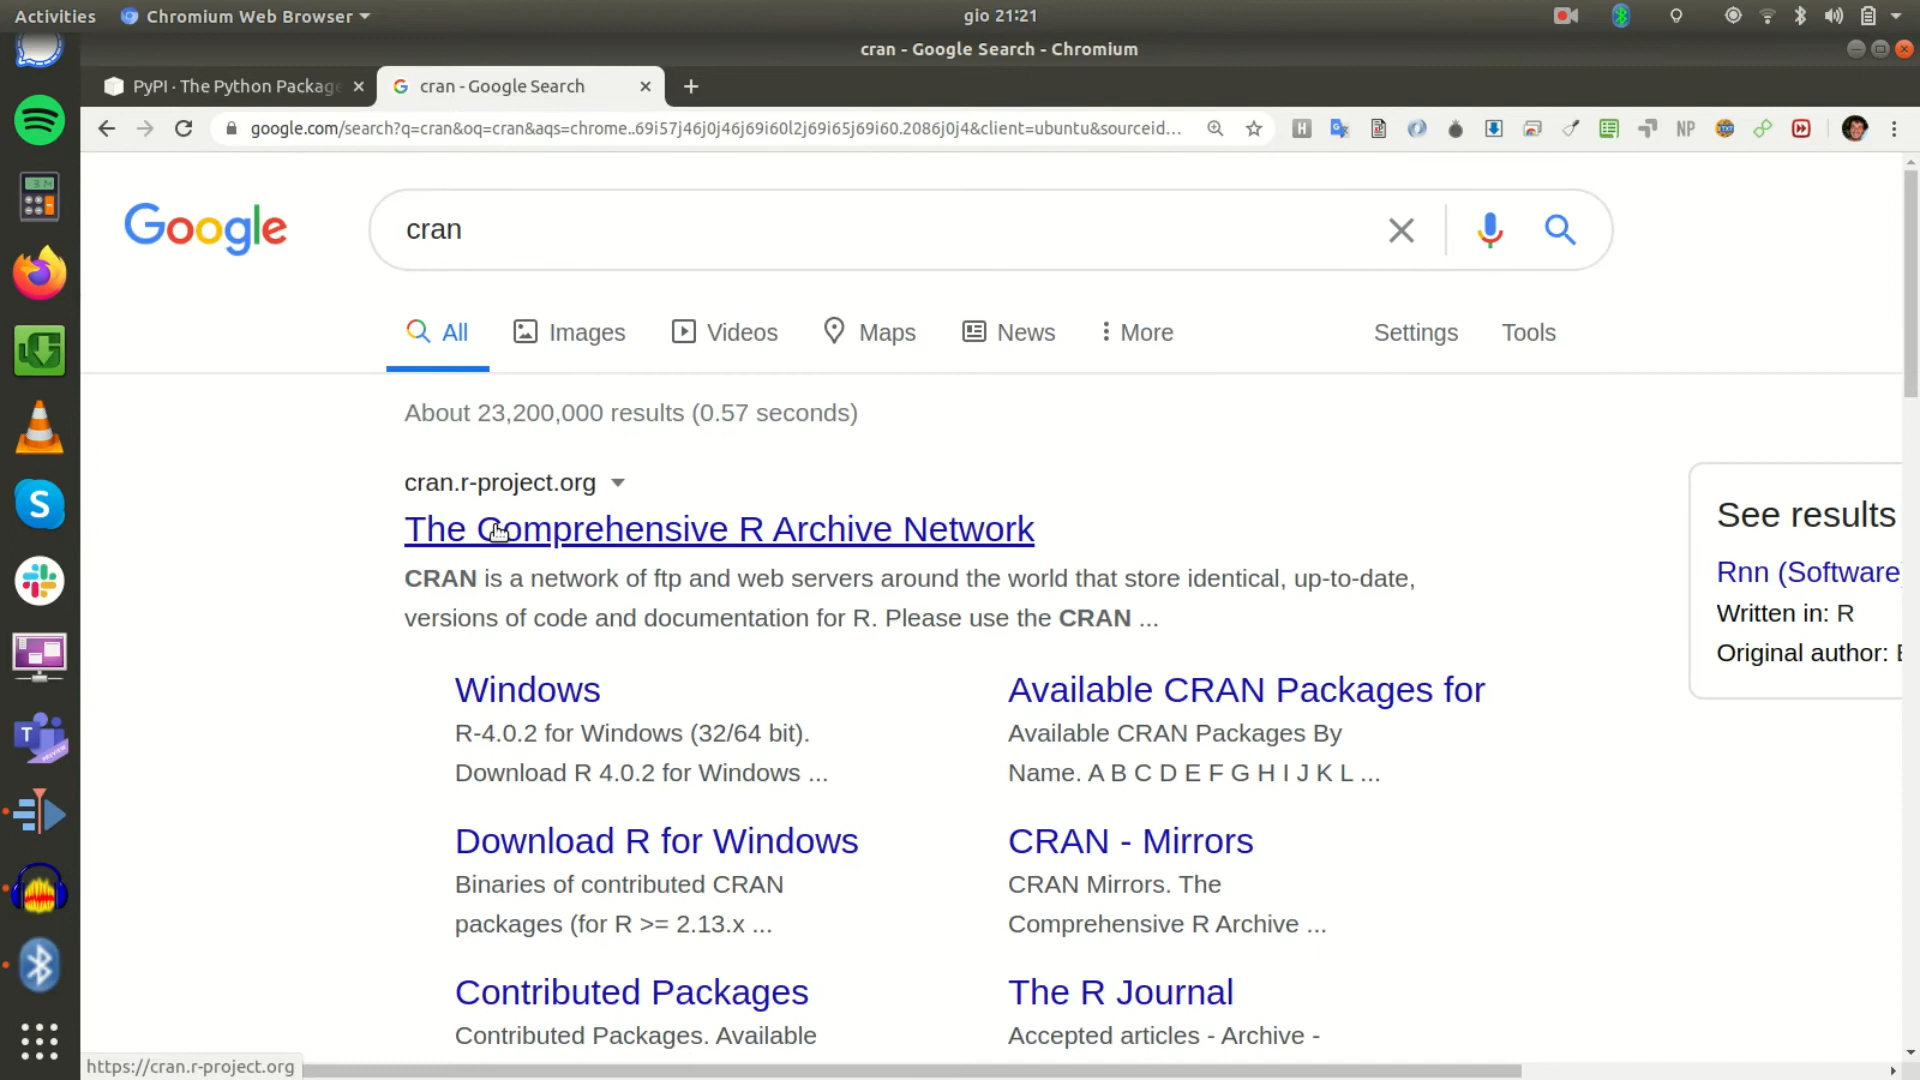 Activities
Chromium Web Browser
gio 21:21
cran - Google Search - Chromium
PyPI · The Python Packag
cran - Google Search
google.com/search?q=cran&oq=cran&aqs=chrome..69i57j46j0j46j69i60l2j69i65j69i60.2086j0j4&client=ubuntu&sourceid...
NP
Google
cran
All
Images
Videos
Maps
News
More
Settings
Tools
About 23,200,000 results (0.57 seconds)
cran.r-project.org
The Comprehensive R Archive Network
CRAN is a network of ftp and web servers around the world that store identical, up-to-date,
versions of code and documentation for R. Please use the CRAN ...
See results
Rnn (Software
Written in: R
Original author:
Windows
R-4.0.2 for Windows (32/64 bit).
Download R 4.0.2 for Windows ...
Available CRAN Packages for
Available CRAN Packages By
Name. A B C D E F G H I J K L ...
Download R for Windows
Binaries of contributed CRAN
packages (for R >= 2.13.x ...
CRAN - Mirrors
CRAN Mirrors. The
Comprehensive R Archive ...
Contributed Packages
Contributed Packages. Available
The R Journal
Accepted articles - Archive -
https://cran.r-project.org